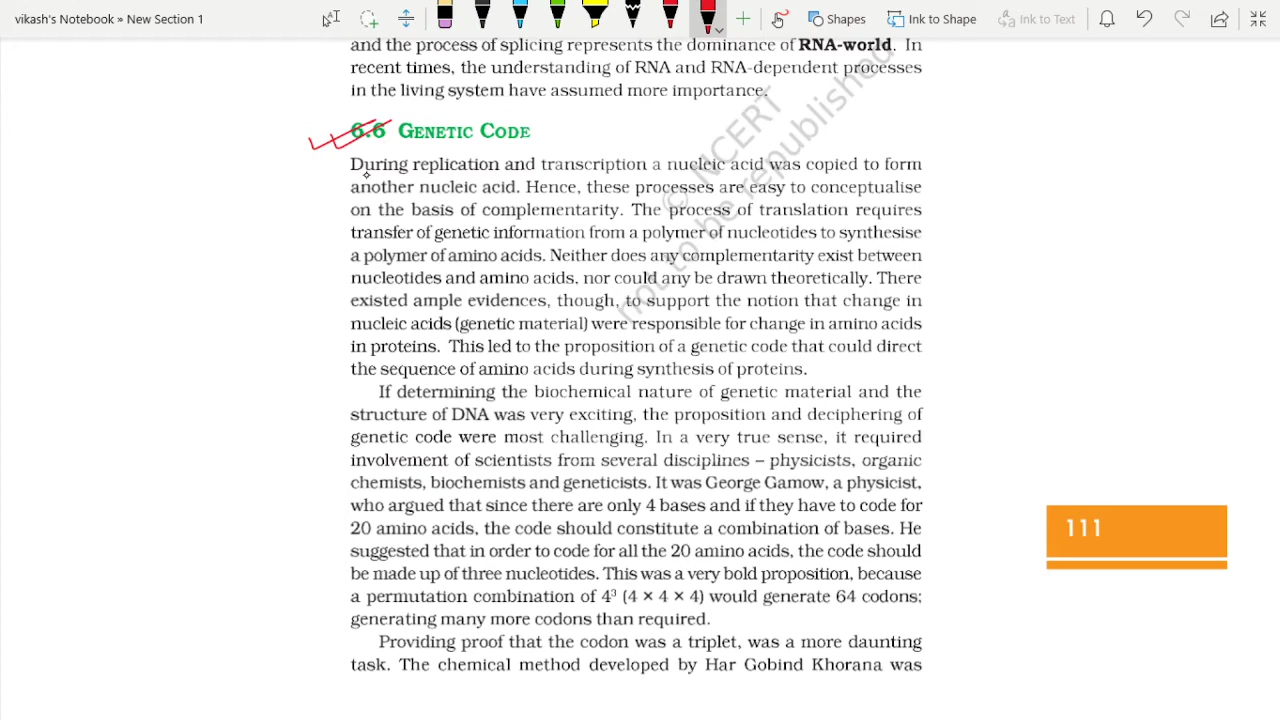 vikash's Notebook » New Section 1
Shapes
Ink to Shape
Ink to Text
and the process of splicing represents the dominance of RNA-world. In
recent times, the understanding of RNA and RNA-dependent processes
in the living system have assumed more importance.
6.6 GENETIC CODE
During replication and transcription a nucleic acid was copied to form
another nucleic acid. Hence, these processes are easy to conceptualise
on the basis of complementarity. The process of translation requires
transfer of genetic information from a polymer of nucleotides to synthesise
a polymer of amino acids. Neither does any complementarity exist between
nucleotides and amino acids, nor could any be drawn theoretically. There
existed ample evidences, though, to support the notion that change in
nucleic acids (genetic material) were responsible for change in amino acids
in proteins. This led to the proposition of a genetic code that could direct
the sequence of amino acids during synthesis of proteins.
If determining the biochemical nature of genetic material and the
structure of DNA was very exciting, the proposition and deciphering of
genetic code were most challenging. In a very true sense, it required
involvement of scientists from several disciplines – physicists, organic
chemists, biochemists and geneticists. It was George Gamow, a physicist,
who argued that since there are only 4 bases and if they have to code for
20 amino acids, the code should constitute a combination of bases. He
suggested that in order to code for all the 20 amino acids, the code should
be made up of three nucleotides. This was a very bold proposition, because
a permutation combination of 4³ (4 × 4 × 4) would generate 64 codons;
generating many more codons than required.
Providing proof that the codon was a triplet, was a more daunting
task. The chemical method developed by Har Gobind Khorana was
111
© NCERT
not to be republished